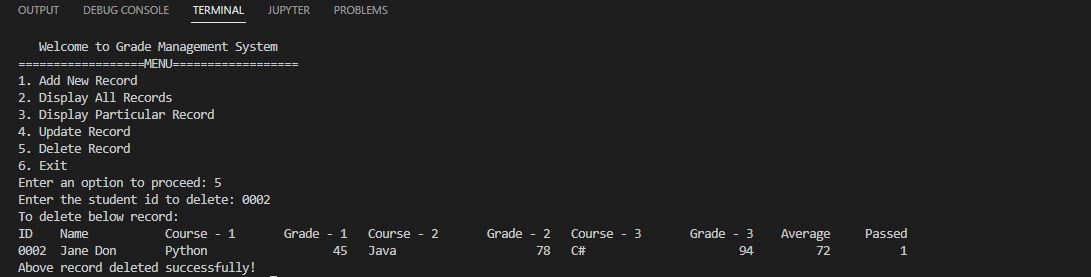 OUTPUT DEBUG CONSOLE TERMINAL JUPYTER PROBLEMS
Welcome to Grade Management System
==================MENU==================
1. Add New Record
2. Display All Records
3. Display Particular Record
4. Update Record
5. Delete Record
6. Exit
Enter an option to proceed: 5
Enter the student id to delete: 0002
To delete below record:
ID Name Course - 1 Grade - 1 Course - 2 Grade - 2 Course - 3 Grade - 3 Average Passed
0002 Jane Don Python 45 Java 78 C# 94 72 1
Above record deleted successfully!